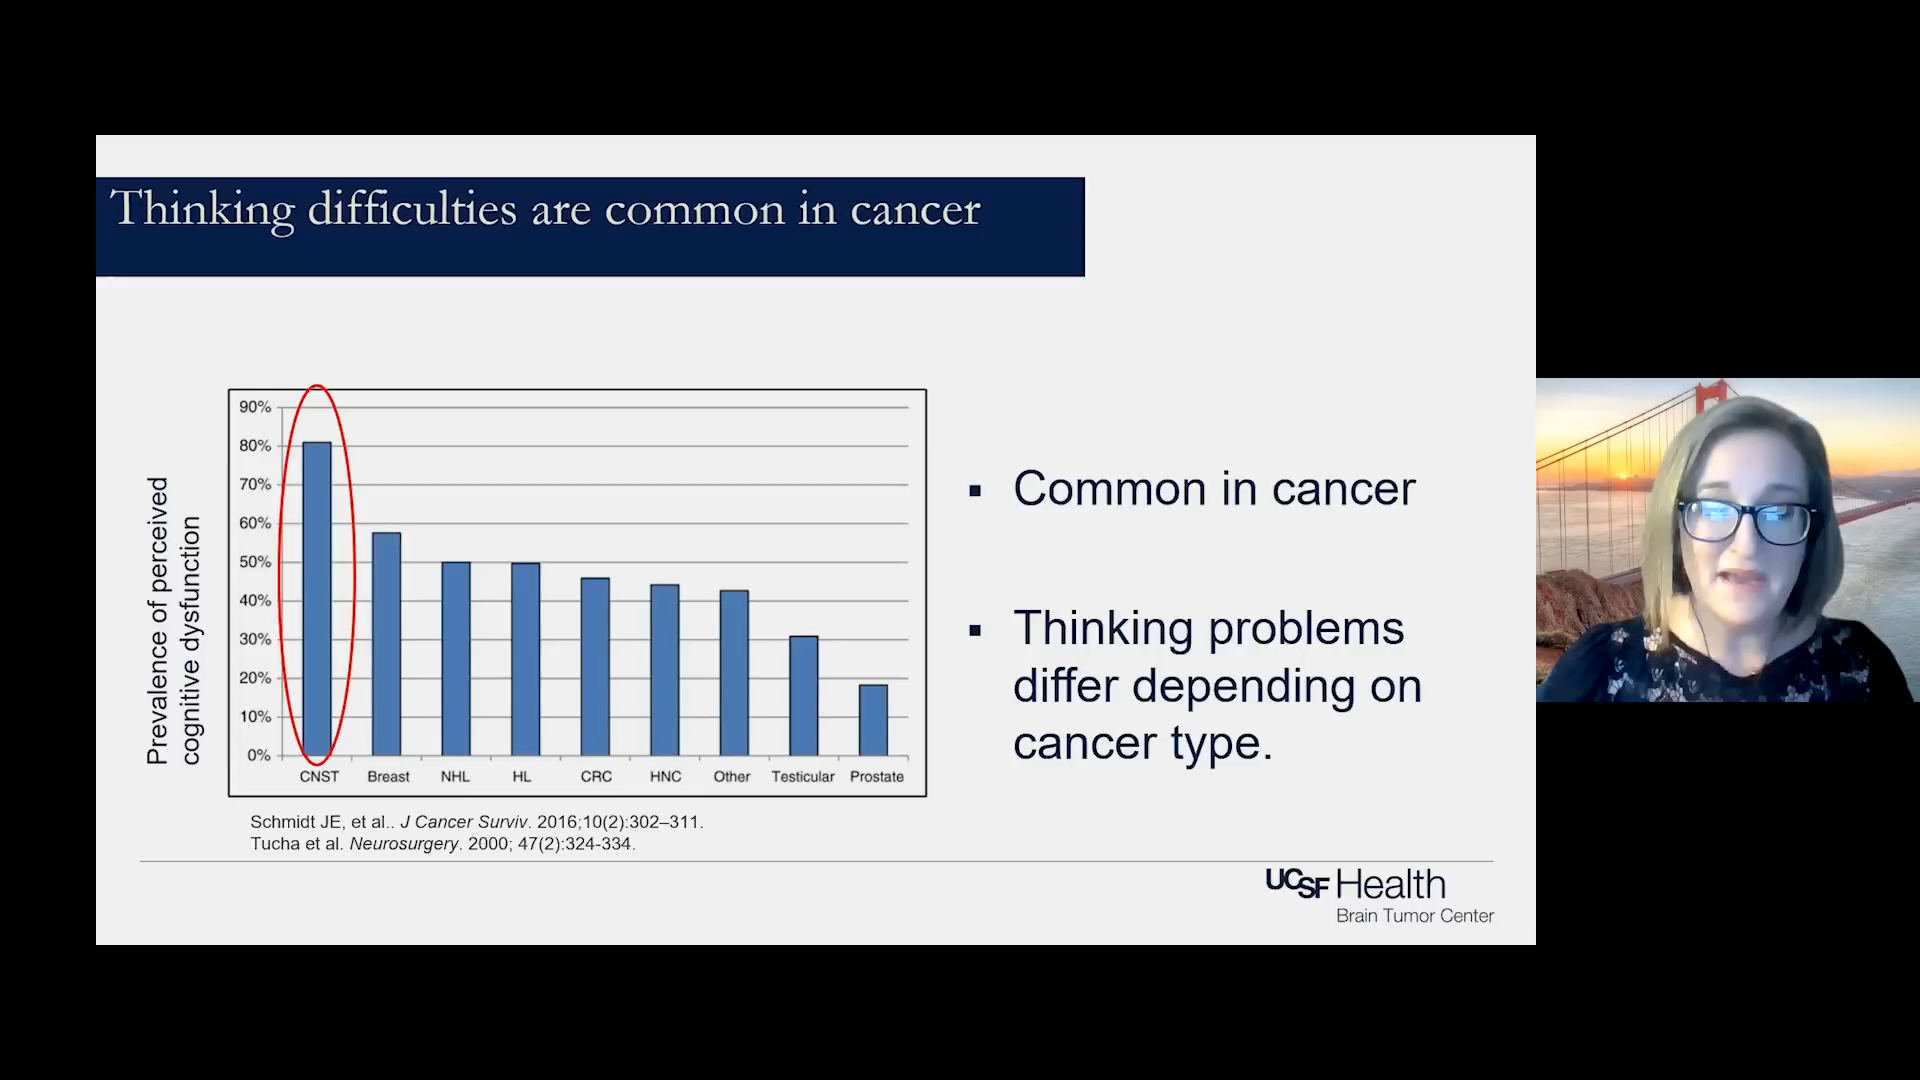 Thinking difficulties are common in cancer
Prevalence of perceived
cognitive dysfunction
90%
80%
70%
60%
50%
40%
30%
20%
10%
0%
CNST Breast NHL HL CRC HNC Other Testicular Prostate
▪ Common in cancer
▪ Thinking problems
differ depending on
cancer type.
Schmidt JE, et al.. J Cancer Surviv. 2016;10(2):302–311.
Tucha et al. Neurosurgery. 2000; 47(2):324-334.
UCSF Health
Brain Tumor Center